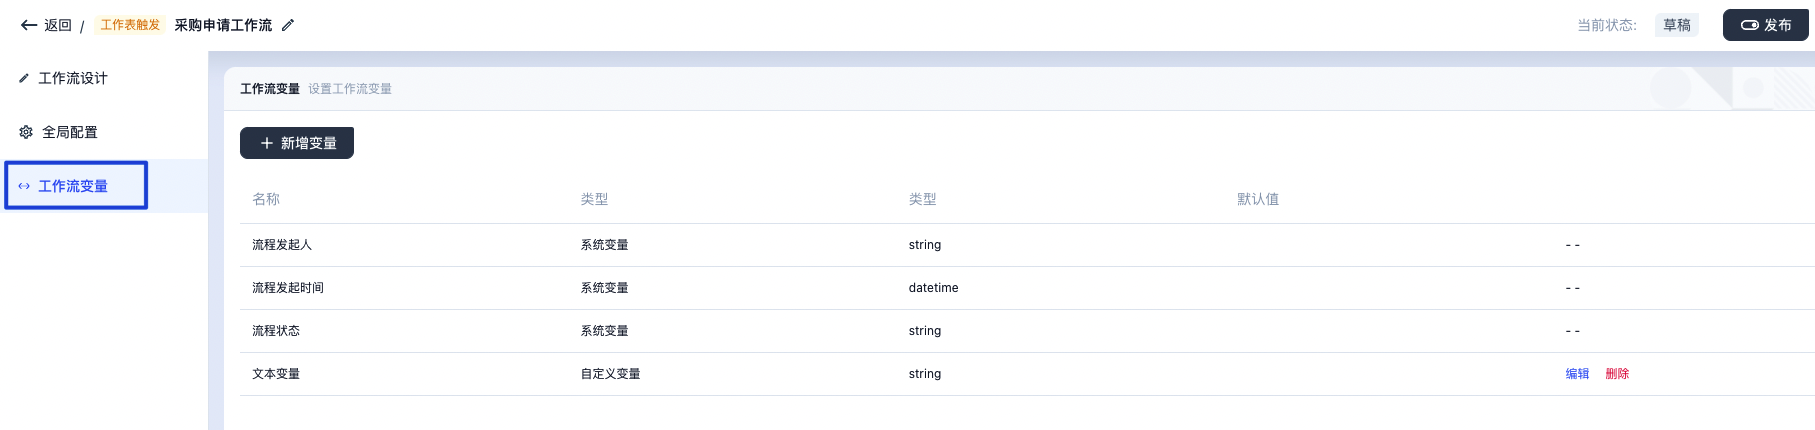 返回 / 工作表触发 采购申请工作流 当前状态: 草稿 发布
工作流设计
全局配置
工作流变量
工作流变量 设置工作流变量
新增变量
名称 类型 类型 默认值
流程发起人 系统变量 string - -
流程发起时间 系统变量 datetime - -
流程状态 系统变量 string - -
文本变量 自定义变量 string 编辑 删除